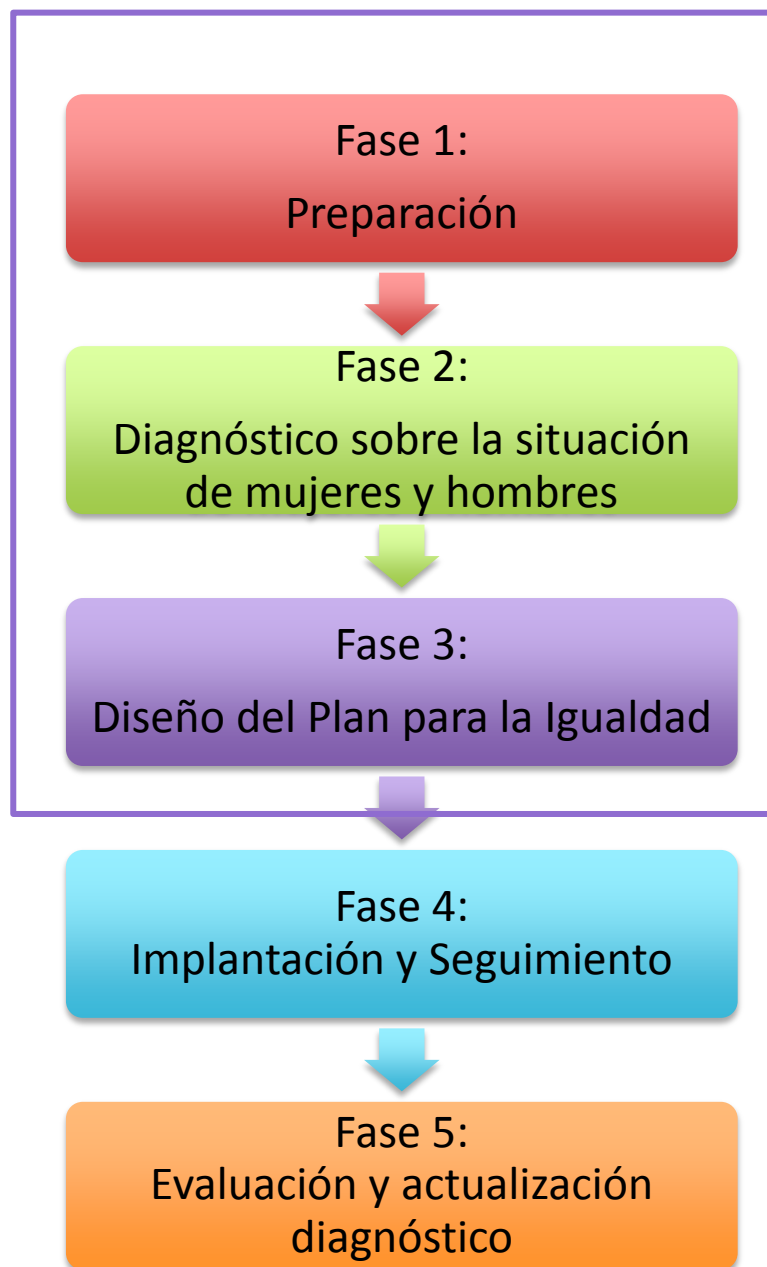 Fase 1:
Preparación
Fase 2:
Diagnóstico sobre la situación
de mujeres y hombres
Fase 3:
Diseño del Plan para la Igualdad
Fase 4:
Implantación y Seguimiento
Fase 5:
Evaluación y actualización
diagnóstico